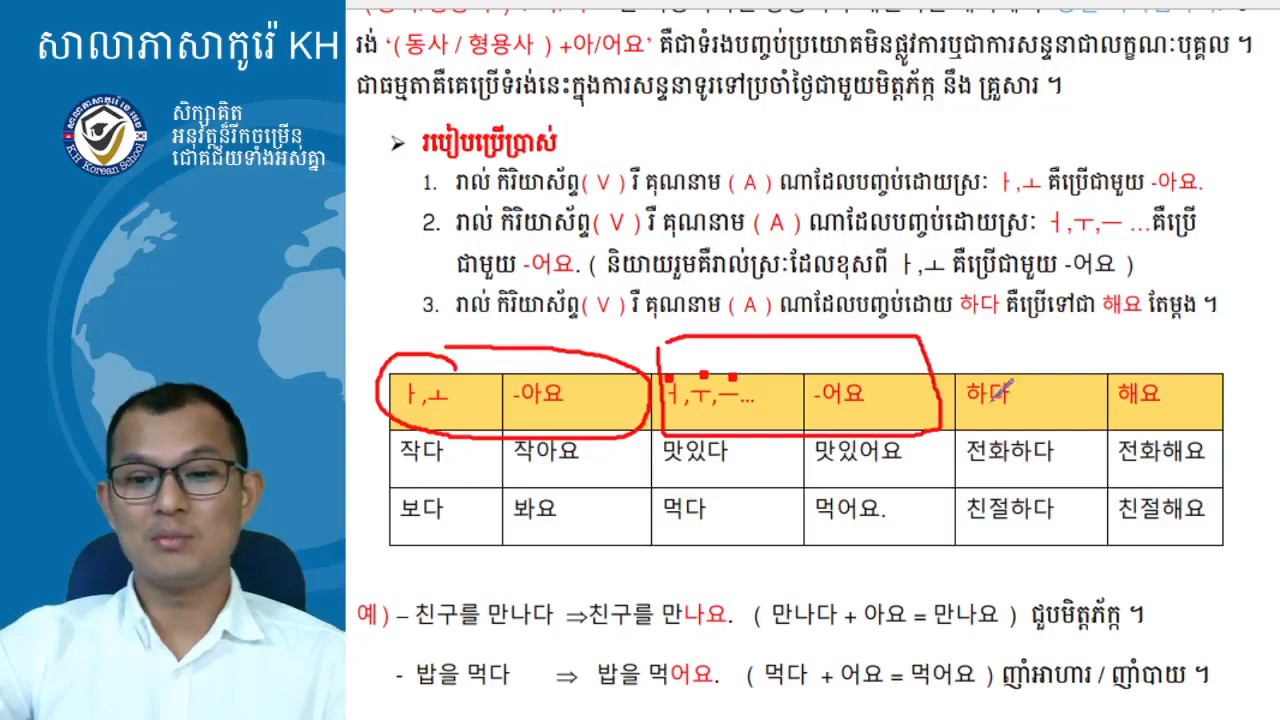 សាលាភាសាកូរ៉េ KH
សិក្សាគិត
អនុវត្តន៍រីកចម្រើន
ជោគជ័យទាំងអស់គ្នា
K.H Korean School
រង់ '(동사 / 형용사 ) +아/어요' គឺជាទំរង់បញ្ចប់ប្រយោគមិនផ្លូវការឬជាការសន្ទនាជាលក្ខណៈបុគ្គល ។
ជាធម្មតាគឺគេប្រើទំរង់នេះក្នុងការសន្ទនាទូរទៅប្រចាំថ្ងៃជាមួយមិត្តភ័ក្ក នឹង គ្រួសារ ។
➢ របៀបប្រើប្រាស់
1. រាល់ កិរិយាស័ព្ទ( V ) រឺ គុណនាម ( A ) ណាដែលបញ្ចប់ដោយស្រៈ ㅏ,ㅗ គឺប្រើជាមួយ -아요.
2. រាល់ កិរិយាស័ព្ទ( V ) រឺ គុណនាម ( A ) ណាដែលបញ្ចប់ដោយស្រៈ ㅓ,ㅜ,ㅡ ...គឺប្រើ
ជាមួយ -어요. ( និយាយរួមគឺរាល់ស្រៈដែលខុសពី ㅏ,ㅗ គឺប្រើជាមួយ -어요 )
3. រាល់ កិរិយាស័ព្ទ( V ) រឺ គុណនាម ( A ) ណាដែលបញ្ចប់ដោយ 하다 គឺប្រើទៅជា 해요 តែម្តង ។
ㅏ,ㅗ -아요 ㅓ,ㅜ,ㅡ... -어요 하다 해요
작다 작아요 맛있다 맛있어요 전화하다 전화해요
보다 봐요 먹다 먹어요. 친절하다 친절해요
예) – 친구를 만나다 ⇒친구를 만나요. ( 만나다 + 아요 = 만나요 ) ជួបមិត្តភ័ក្ក ។
- 밥을 먹다 ⇒ 밥을 먹어요. ( 먹다 + 어요 = 먹어요 ) ញ៉ាំអាហារ / ញ៉ាំបាយ ។